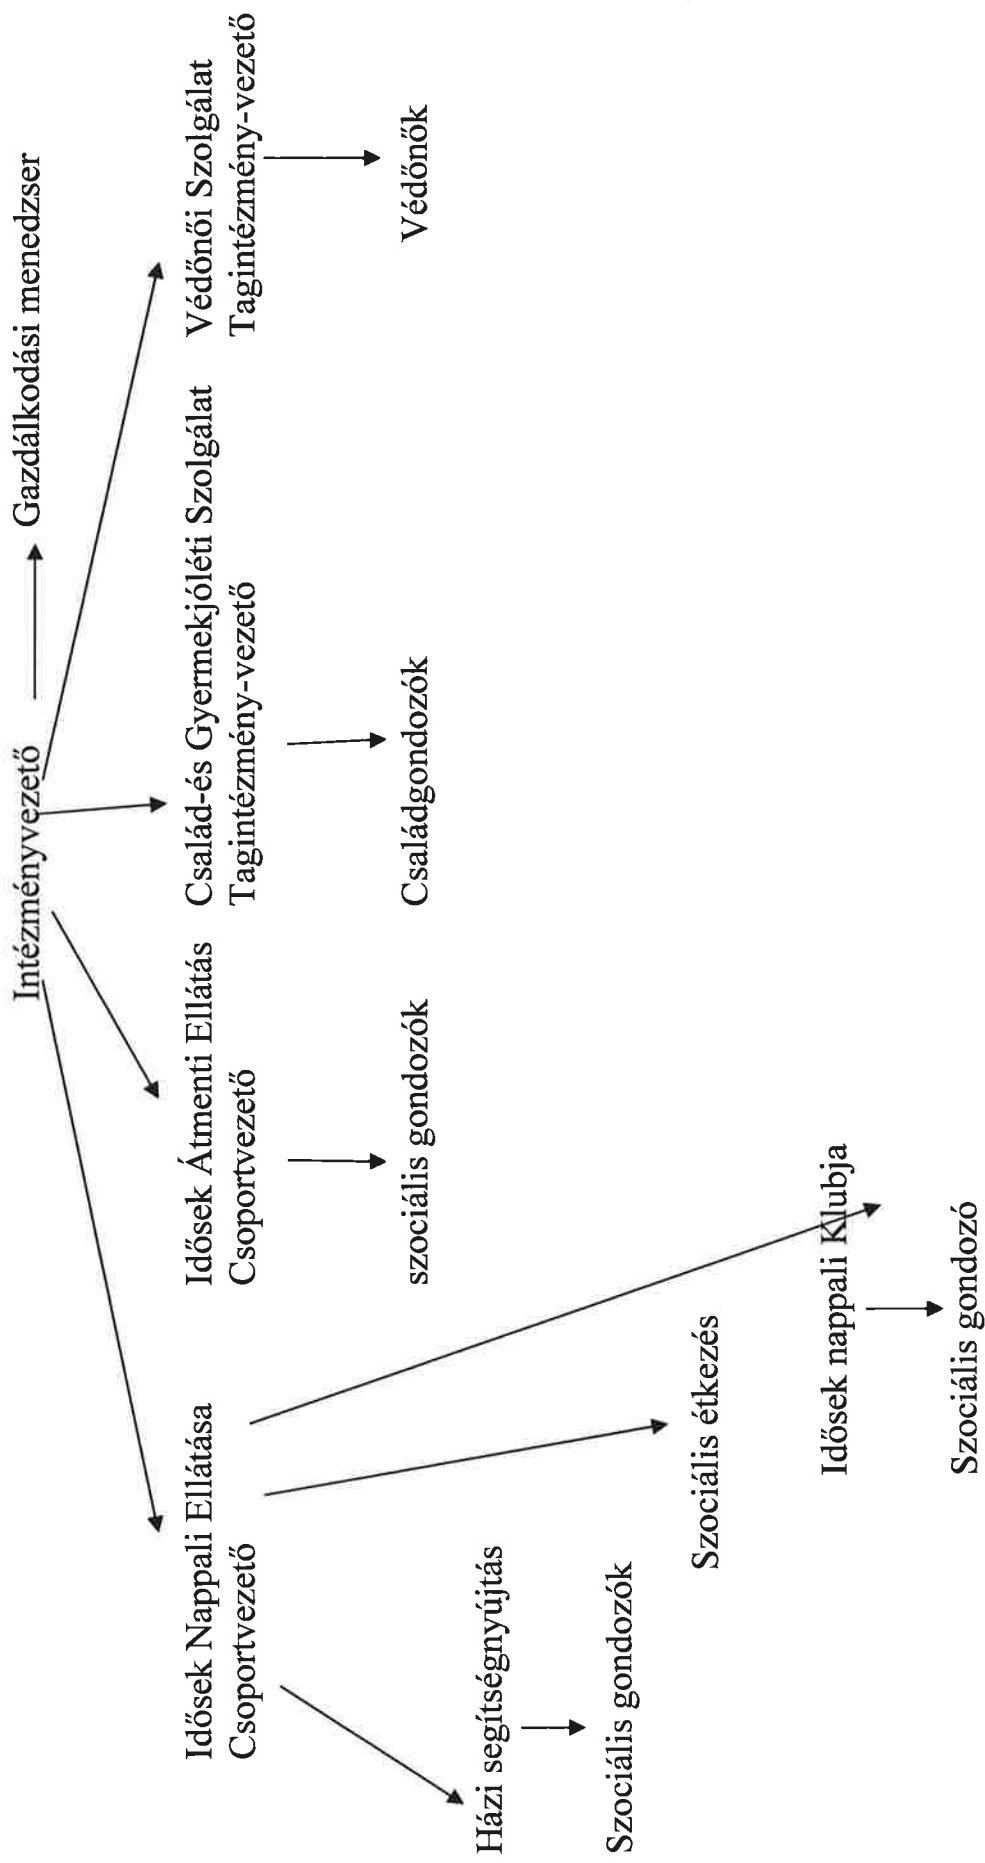 Intézményvezető
Gazdálkodási menedzser
Idősek Nappali Ellátása
Csoportvezető
Idősek Átmenti Ellátás
Csoportvezető
Család-és Gyermekjóléti Szolgálat
Tagintézmény-vezető
Védőnői Szolgálat
Tagintézmény-vezető
szociális gondozók
Családgondozók
Védőnők
Házi segítségnyújtás
Szociális gondozók
Szociális étkezés
Idősek nappali Klubja
Szociális gondozó